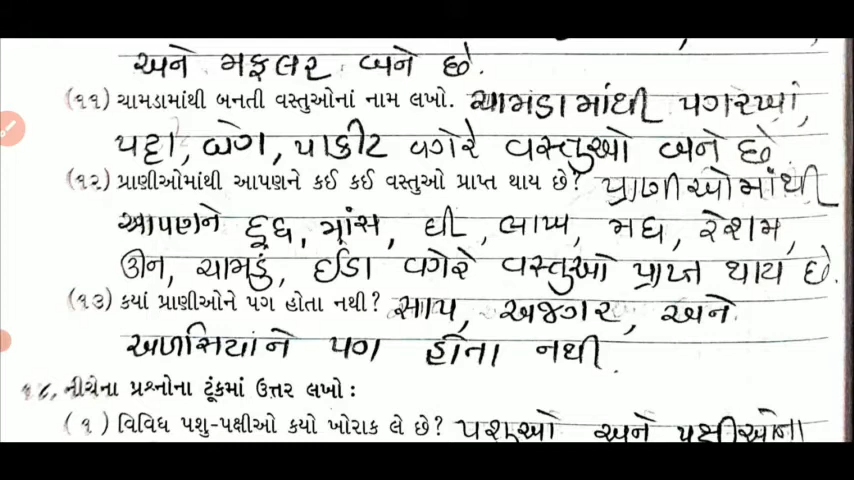 અને મફલર બને છે.
(૧૧) ચામડામાંથી બનતી વસ્તુઓનાં નામ લખો. ચામડામાંથી પગરખાં,
પટ્ટા, બેગ, પાકીટ વગેરે વસ્તુઓ બને છે
(૧૨) પ્રાણીઓમાંથી આપણને કઈ કઈ વસ્તુઓ પ્રાપ્ત થાય છે? પ્રાણીઓમાંથી
આપણને દૂધ, માંસ, ઘી, લાખ, મધ, રેશમ,
ઊન, ચામડું, ઈંડા વગેરે વસ્તુઓ પ્રાપ્ત થાય છે.
(૧૩) કયાં પ્રાણીઓને પગ હોતા નથી? સાપ, અજગર, અને
અળસિયાંને પગ હોતા નથી.
૧૮. નીચેના પ્રશ્નોના ટૂંકમાં ઉત્તર લખો:
(૧) વિવિધ પશુ-પક્ષીઓ કયો ખોરાક લે છે? પશુઓ અને પક્ષીઓના